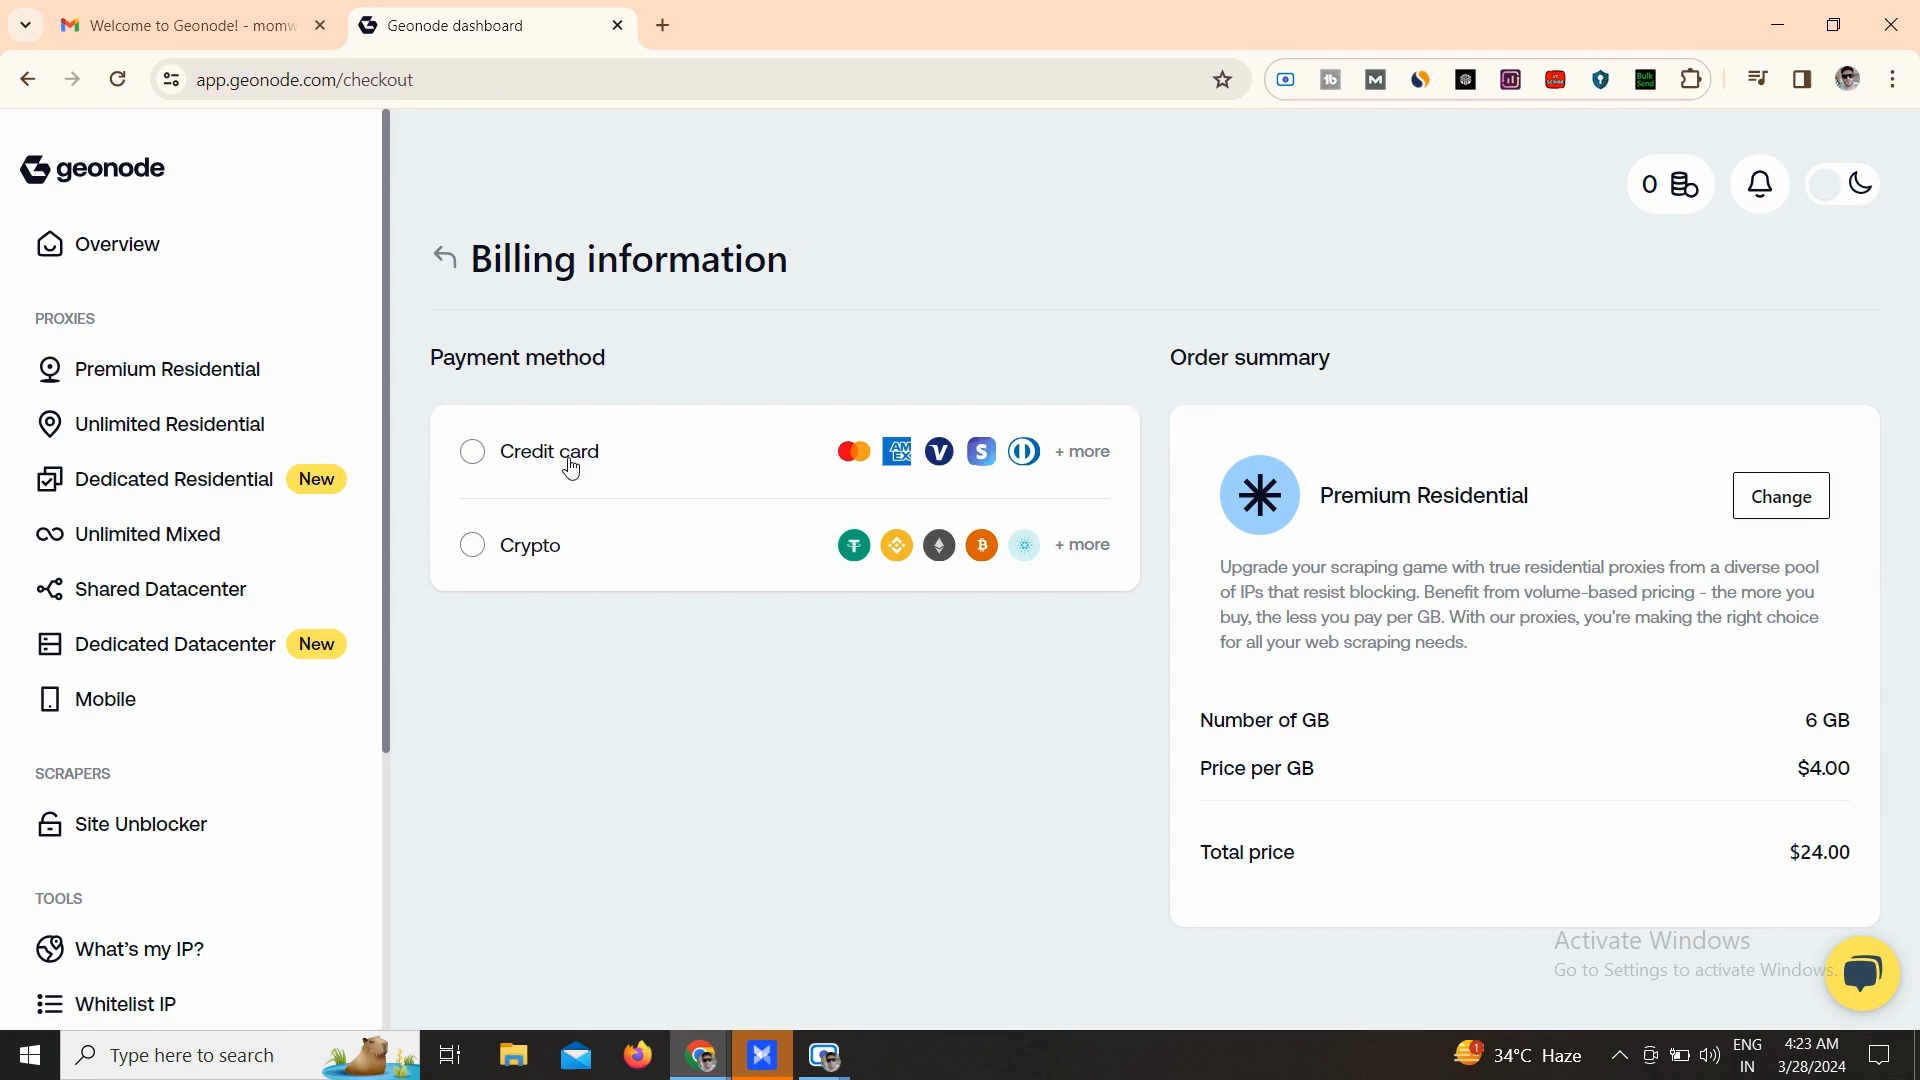 Welcome to Geonode! - momw
Geonode dashboard
app.geonode.com/checkout
geonode
Overview
PROXIES
Premium Residential
Unlimited Residential
Dedicated Residential New
Unlimited Mixed
Shared Datacenter
Dedicated Datacenter New
Mobile
SCRAPERS
Site Unblocker
TOOLS
What's my IP?
Whitelist IP
0
Billing information
Payment method
Credit card
AM
EX
V
S
+ more
Crypto
+ more
Order summary
Premium Residential
Change
Upgrade your scraping game with true residential proxies from a diverse pool
of IPs that resist blocking. Benefit from volume-based pricing - the more you
buy, the less you pay per GB. With our proxies, you're making the right choice
for all your web scraping needs.
Number of GB 6 GB
Price per GB $4.00
Total price $24.00
Activate Windows
Go to Settings to activate Windows.
Type here to search
1
34°C Haze
ENG
IN
4:23 AM
3/28/2024